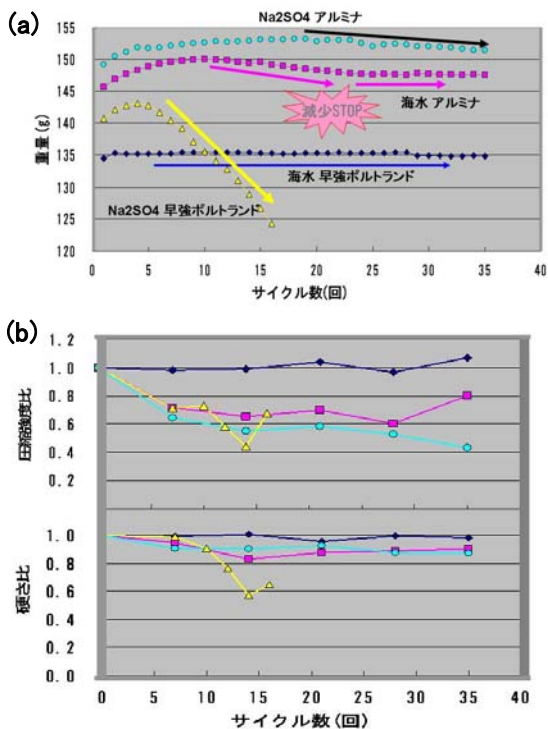 (a)
Na2SO4 アルミナ
160
155
150
145
140
135
130
125
120
重量(g)
減少STOP
海水 アルミナ
海水 早強ポルトランド
Na2SO4 早強ポルトランド
0 5 10 15 20 25 30 35 40
サイクル数(回)
(b)
1.2
1.0
0.8
0.6
0.4
0.2
圧縮強度比
1.0
0.8
0.6
0.4
0.2
0.0
硬さ比
0 5 10 15 20 25 30 35 40
サイクル数(回)